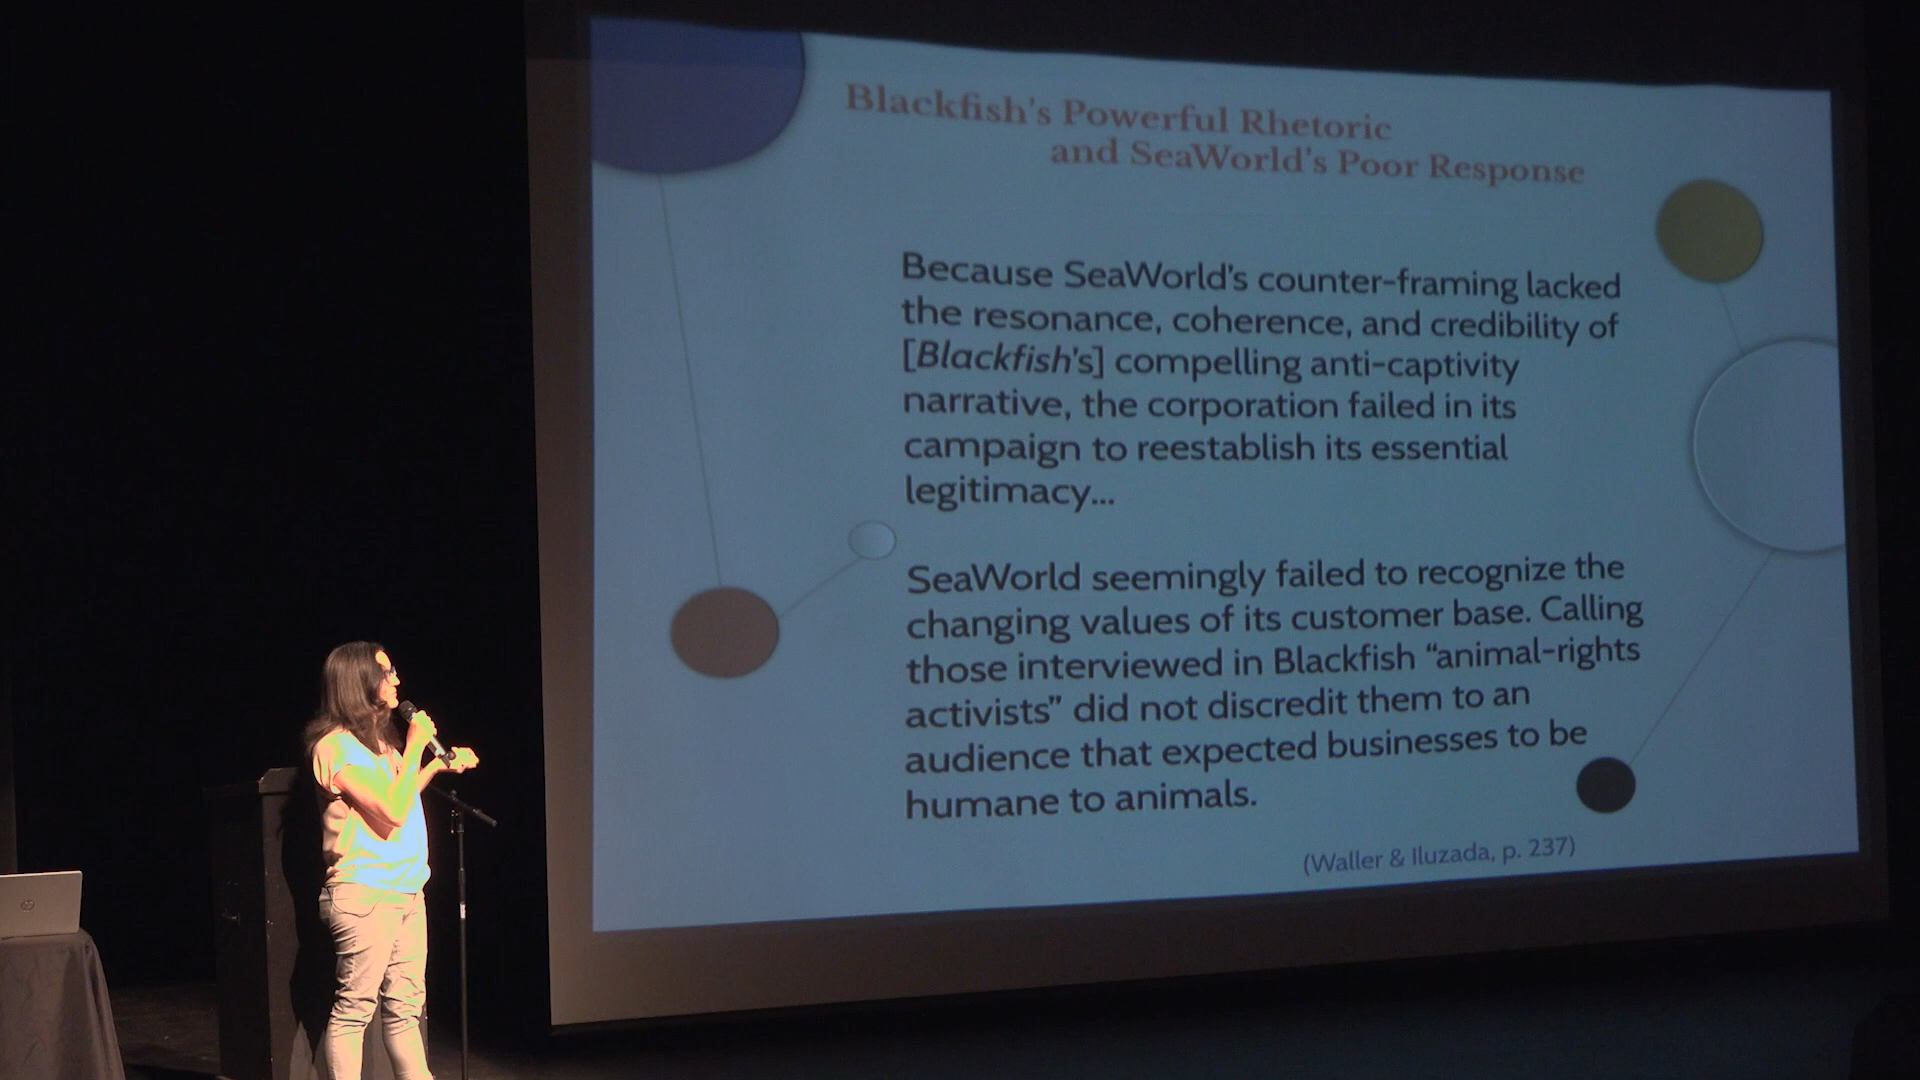 Blackfish's Powerful Rhetoric
and SeaWorld's Poor Response
Because SeaWorld's counter-framing lacked
the resonance, coherence, and credibility of
[Blackfish's] compelling anti-captivity
narrative, the corporation failed in its
campaign to reestablish its essential
legitimacy...
SeaWorld seemingly failed to recognize the
changing values of its customer base. Calling
those interviewed in Blackfish “animal-rights
activists” did not discredit them to an
audience that expected businesses to be
humane to animals.
(Waller & Iluzada, p. 237)